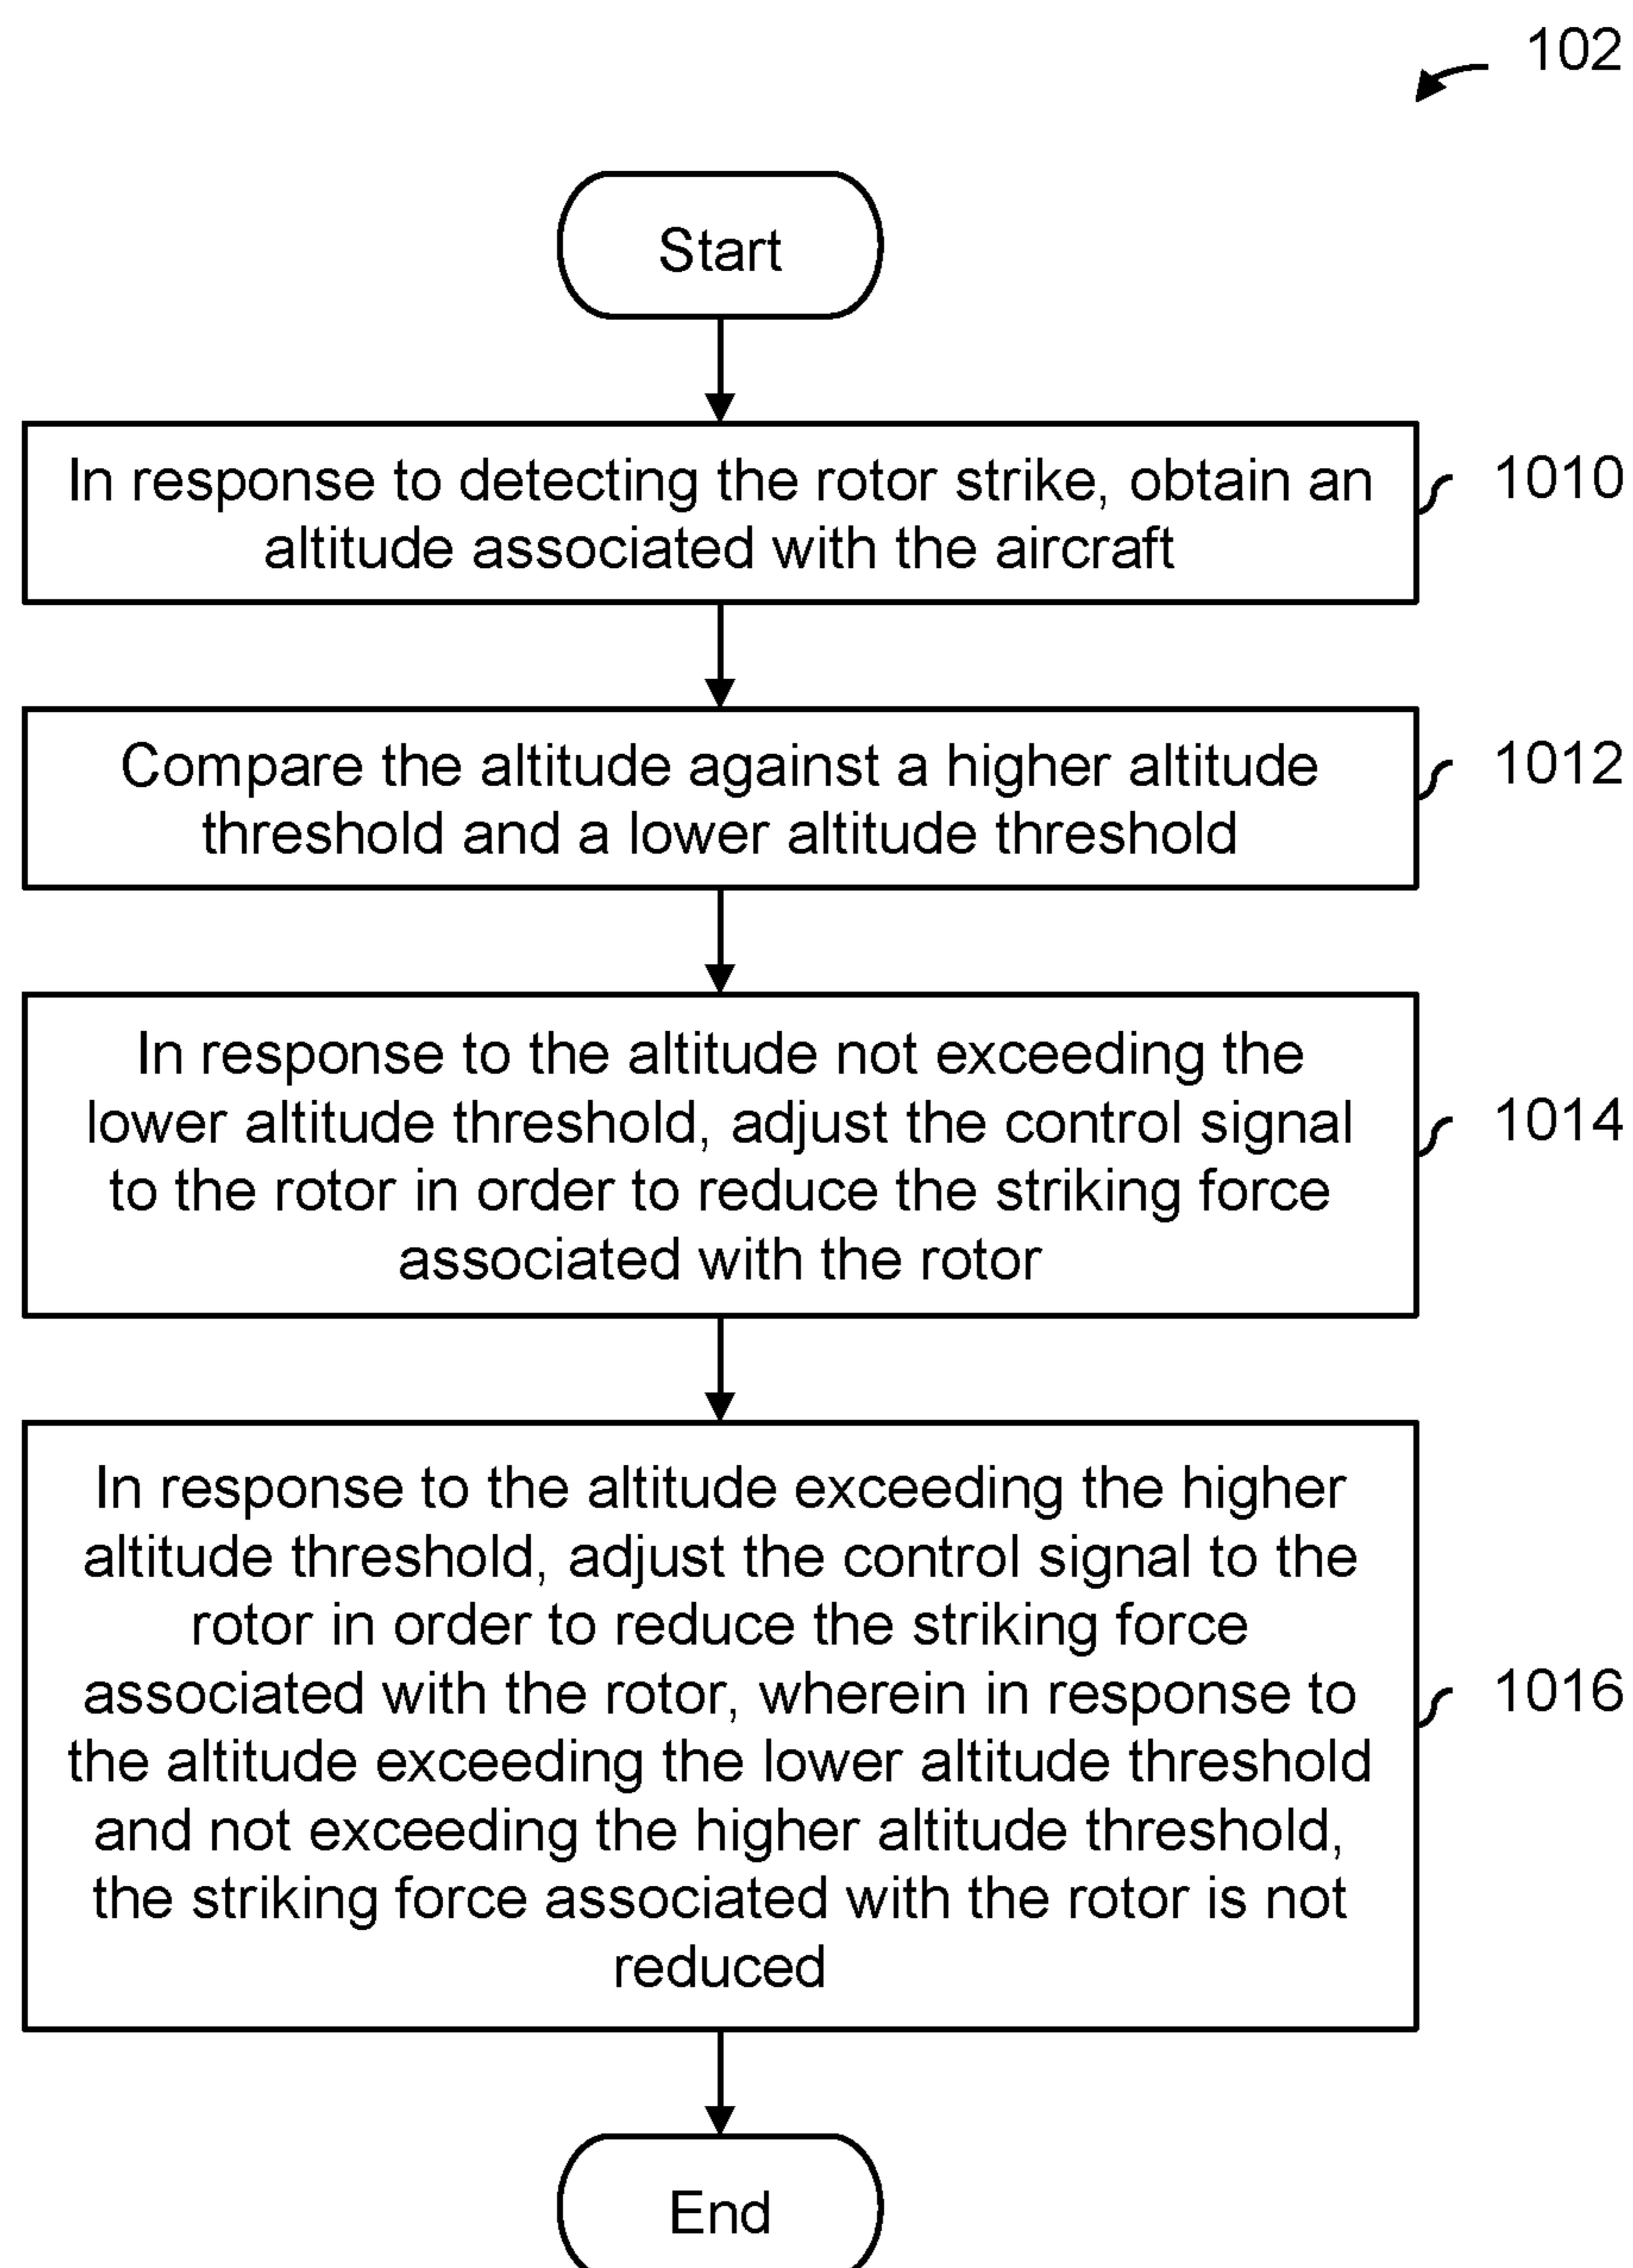 102
Start
In response to detecting the rotor strike, obtain an
altitude associated with the aircraft
1010
Compare the altitude against a higher altitude
threshold and a lower altitude threshold
1012
In response to the altitude not exceeding the
lower altitude threshold, adjust the control signal
to the rotor in order to reduce the striking force
associated with the rotor
1014
In response to the altitude exceeding the higher
altitude threshold, adjust the control signal to the
rotor in order to reduce the striking force
associated with the rotor, wherein in response to
the altitude exceeding the lower altitude threshold
and not exceeding the higher altitude threshold,
the striking force associated with the rotor is not
reduced
1016
End